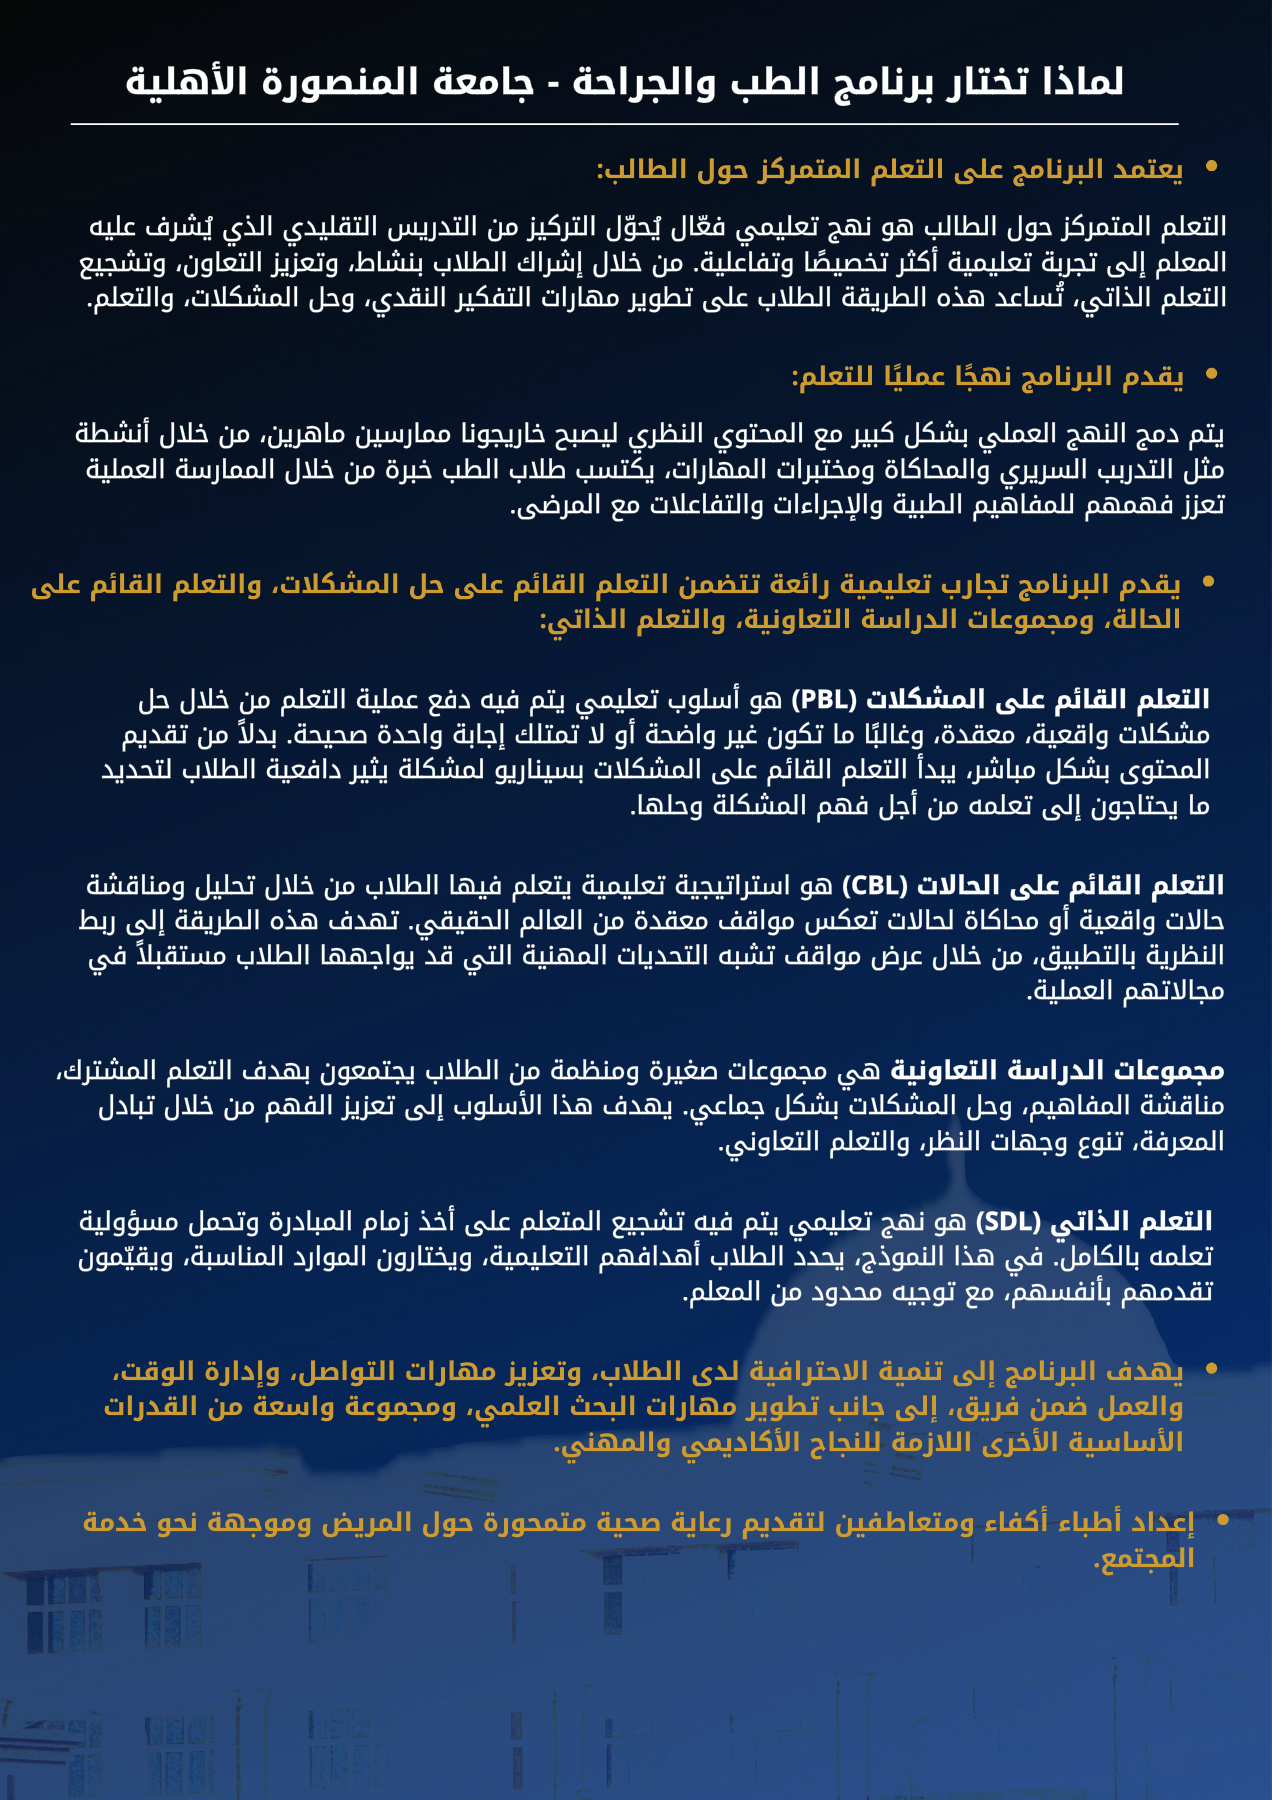 لماذا تختار برنامج الطب والجراحة - جامعة المنصورة الأهلية
• يعتمد البرنامج على التعلم المتمركز حول الطالب:
التعلم المتمركز حول الطالب هو نهج تعليمي فعّال يُحوّل التركيز من التدريس التقليدي الذي يُشرف عليه
المعلم إلى تجربة تعليمية أكثر تخصيصًا وتفاعلية. من خلال إشراك الطلاب بنشاط، وتعزيز التعاون، وتشجيع
التعلم الذاتي، تُساعد هذه الطريقة الطلاب على تطوير مهارات التفكير النقدي، وحل المشكلات، والتعلم.
• يقدم البرنامج نهجًا عمليًا للتعلم:
يتم دمج النهج العملي بشكل كبير مع المحتوي النظري ليصبح خاريجونا ممارسين ماهرين، من خلال أنشطة
مثل التدربب السريري والمحاكاة ومختبرات المهارات، يكتسب طلاب الطب خبرة من خلال الممارسة العملية
تعزز فهمهم للمفاهيم الطبية والإجراءات والتفاعلات مع المرضى.
• يقدم البرنامج تجارب تعليمية رائعة تتضمن التعلم القائم على حل المشكلات، والتعلم القائم على
الحالة، ومجموعات الدراسة التعاونية، والتعلم الذاتي:
التعلم القائم على المشكلات (PBL) هو أسلوب تعليمي يتم فيه دفع عملية التعلم من خلال حل
مشكلات واقعية، معقدة، وغالبًا ما تكون غير واضحة أو لا تمتلك إجابة واحدة صحيحة. بدلاً من تقديم
المحتوى بشكل مباشر، يبدأ التعلم القائم على المشكلات بسيناريو لمشكلة يثير دافعية الطلاب لتحديد
ما يحتاجون إلى تعلمه من أجل فهم المشكلة وحلها.
التعلم القائم على الحالات (CBL) هو استراتيجية تعليمية يتعلم فيها الطلاب من خلال تحليل ومناقشة
حالات واقعية أو محاكاة لحالات تعكس مواقف معقدة من العالم الحقيقي. تهدف هذه الطريقة إلى ربط
النظرية بالتطبيق، من خلال عرض مواقف تشبه التحديات المهنية التي قد يواجهها الطلاب مستقبلاً في
مجالاتهم العملية.
مجموعات الدراسة التعاونية هي مجموعات صغيرة ومنظمة من الطلاب يجتمعون بهدف التعلم المشترك،
مناقشة المفاهيم، وحل المشكلات بشكل جماعي. يهدف هذا الأسلوب إلى تعزيز الفهم من خلال تبادل
المعرفة، تنوع وجهات النظر، والتعلم التعاوني.
التعلم الذاتي (SDL) هو نهج تعليمي يتم فيه تشجيع المتعلم على أخذ زمام المبادرة وتحمل مسؤولية
تعلمه بالكامل. في هذا النموذج، يحدد الطلاب أهدافهم التعليمية، ويختارون الموارد المناسبة، ويقيّمون
تقدمهم بأنفسهم، مع توجيه محدود من المعلم.
• يهدف البرنامج إلى تنمية الاحترافية لدى الطلاب، وتعزيز مهارات التواصل، وإدارة الوقت،
والعمل ضمن فريق، إلى جانب تطوير مهارات البحث العلمي، ومجموعة واسعة من القدرات
الأساسية الأخرى اللازمة للنجاح الأكاديمي والمهني.
• إعداد أطباء أكفاء ومتعاطفين لتقديم رعاية صحية متمحورة حول المريض وموجهة نحو خدمة
المجتمع.